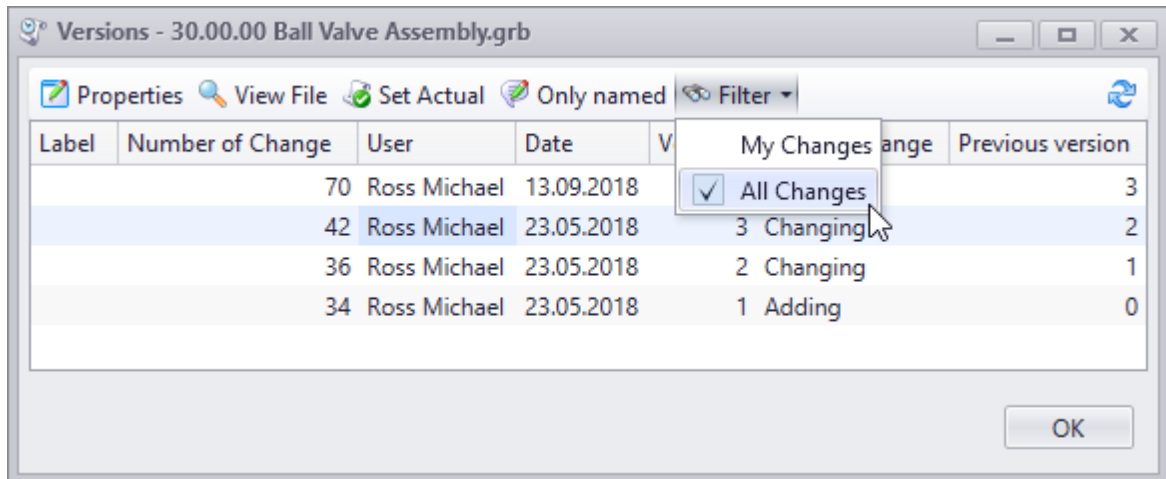 Versions - 30.00.00 Ball Valve Assembly.grb
Properties View File Set Actual Only named Filter
Label Number of Change User Date V ange Previous version
My Changes
All Changes
70 Ross Michael 13.09.2018 3
42 Ross Michael 23.05.2018 3 Changing 2
36 Ross Michael 23.05.2018 2 Changing 1
34 Ross Michael 23.05.2018 1 Adding 0
OK